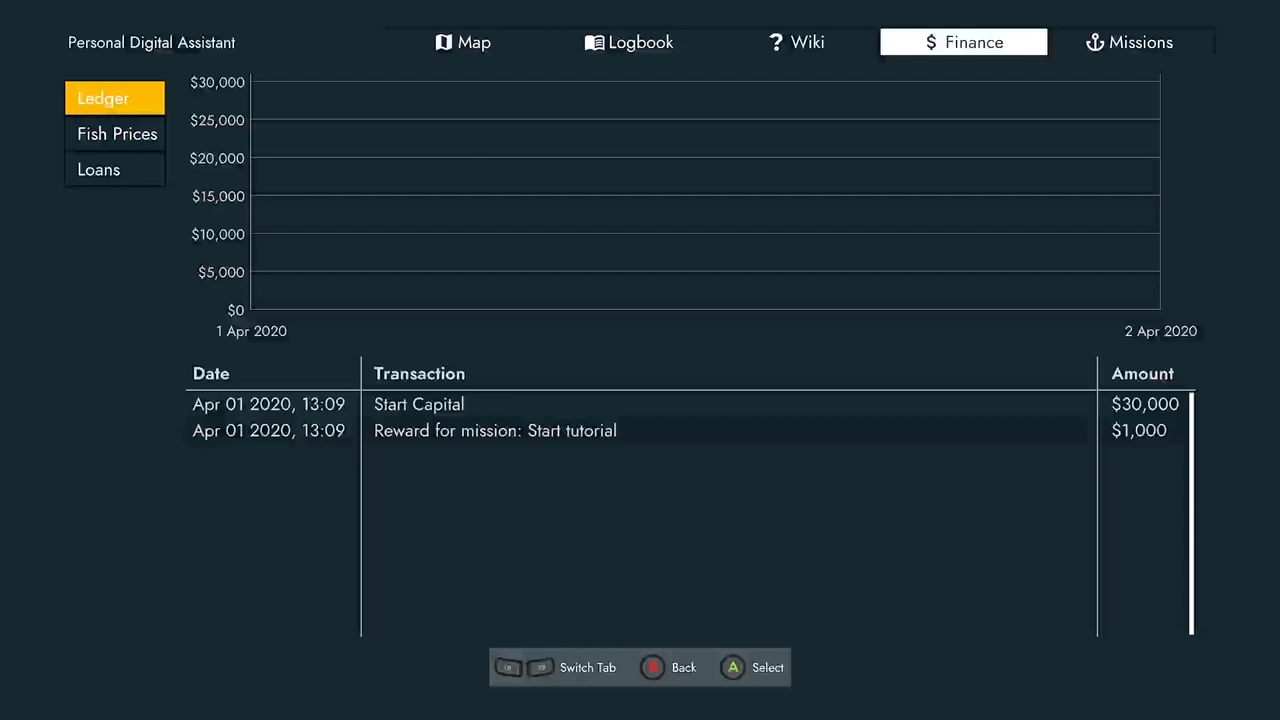 Personal Digital Assistant
Map
Logbook
? Wiki
$ Finance
Missions
Ledger
Fish Prices
Loans
$30,000
$25,000
$20,000
$15,000
$10,000
$5,000
$0
1 Apr 2020
2 Apr 2020
Date Transaction Amount
Apr 01 2020, 13:09 Start Capital $30,000
Apr 01 2020, 13:09 Reward for mission: Start tutorial $1,000
Switch Tab
B Back
A Select